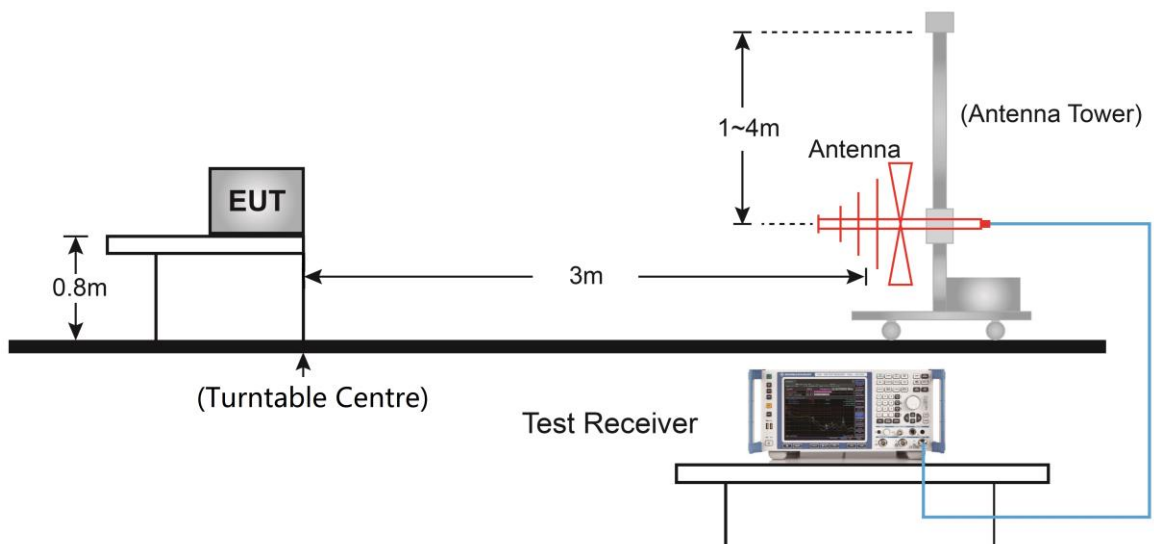 (Antenna Tower)
1~4m
Antenna
EUT
0.8m
3m
(Turntable Centre)
Test Receiver